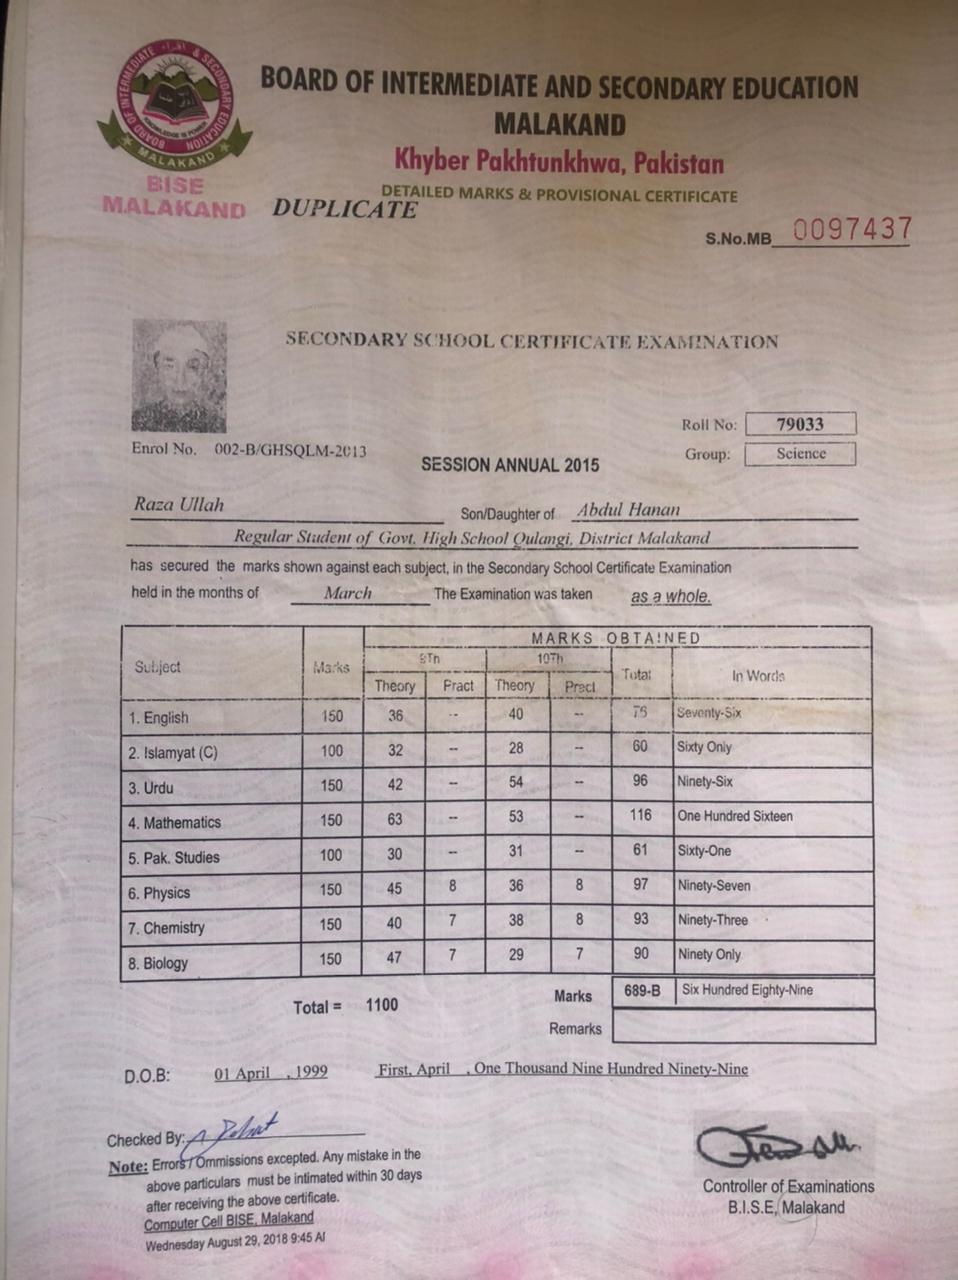 BOARD OF INTERMEDIATE & SECONDARY EDUCATION
KNOWLEDGE IS POWER
MALAKAND
BISE
MALAKAND
BOARD OF INTERMEDIATE AND SECONDARY EDUCATION
MALAKAND
Khyber Pakhtunkhwa, Pakistan
DETAILED MARKS & PROVISIONAL CERTIFICATE
DUPLICATE
S.No.MB 0097437
SECONDARY SCHOOL CERTIFICATE EXAMINATION
Roll No: 79033
Enrol No. 002-B/GHSQLM-2013
Group: Science
SESSION ANNUAL 2015
Raza Ullah Son/Daughter of Abdul Hanan
Regular Student of Govt. High School Qulangi, District Malakand
has secured the marks shown against each subject, in the Secondary School Certificate Examination
held in the months of March The Examination was taken as a whole.
MARKS OBTAINED
Subject Marks 9Th 10Th Total In Words
Theory Pract Theory Pract
1. English 150 36 -- 40 -- 76 Seventy-Six
2. Islamyat (C) 100 32 -- 28 -- 60 Sixty Only
3. Urdu 150 42 -- 54 -- 96 Ninety-Six
4. Mathematics 150 63 -- 53 -- 116 One Hundred Sixteen
5. Pak. Studies 100 30 -- 31 -- 61 Sixty-One
6. Physics 150 45 8 36 8 97 Ninety-Seven
7. Chemistry 150 40 7 38 8 93 Ninety-Three
8. Biology 150 47 7 29 7 90 Ninety Only
Total = 1100 Marks 689-B Six Hundred Eighty-Nine
Remarks
D.O.B: 01 April , 1999 First, April , One Thousand Nine Hundred Ninety-Nine
Checked By:
Note: Errors / Ommissions excepted. Any mistake in the
above particulars must be intimated within 30 days
after receiving the above certificate.
Computer Cell BISE, Malakand
Wednesday August 29, 2018 9:45 AM
Controller of Examinations
B.I.S.E, Malakand